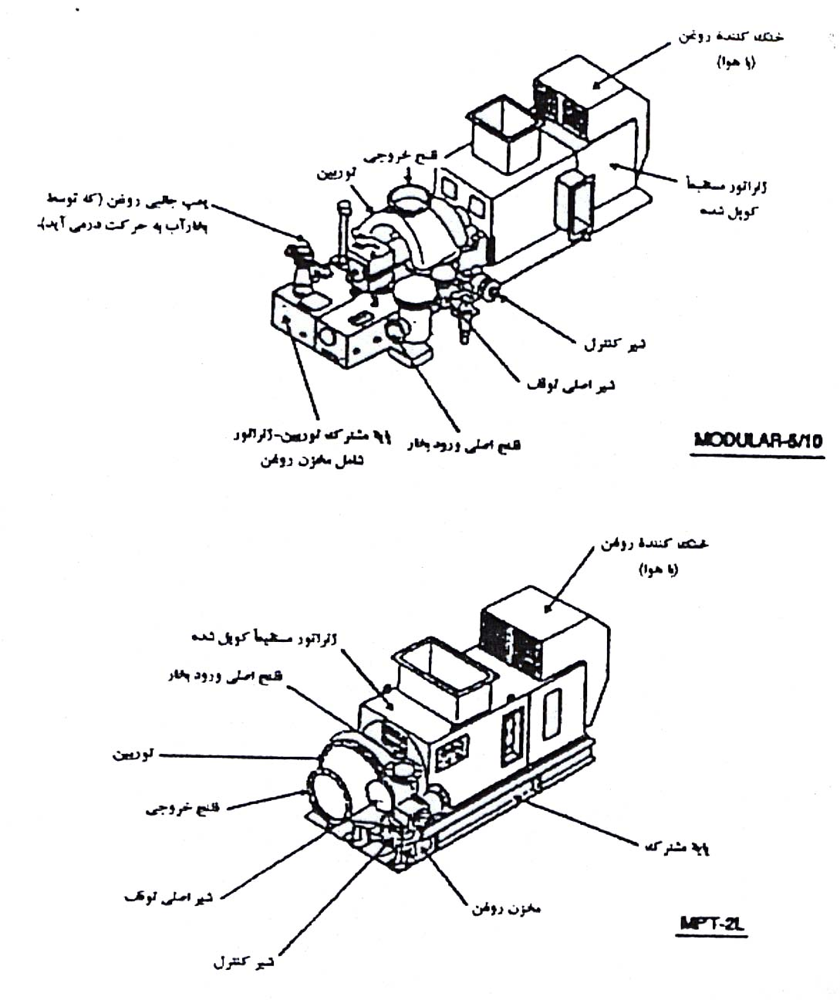 خنک کنندهٔ روغن
(با هوا)
فلنج خروجی
توربین
ژنراتور مستقیماً
کوپل شده
پمپ جانبی روغن (که توسط
بخارآب به حرکت درمی آید).
شیر کنترل
شیر اصلی توقف
فلنج اصلی ورود بخار
پایهٔ مشترک توربین-ژنراتور
شامل مخزن روغن
MODULAR-5/10
خنک کنندهٔ روغن
(با هوا)
ژنراتور مستقیماً کوپل شده
فلنج اصلی ورود بخار
توربین
فلنج خروجی
پایهٔ مشترک
شیر اصلی توقف
مخزن روغن
MPT-2L
شیر کنترل